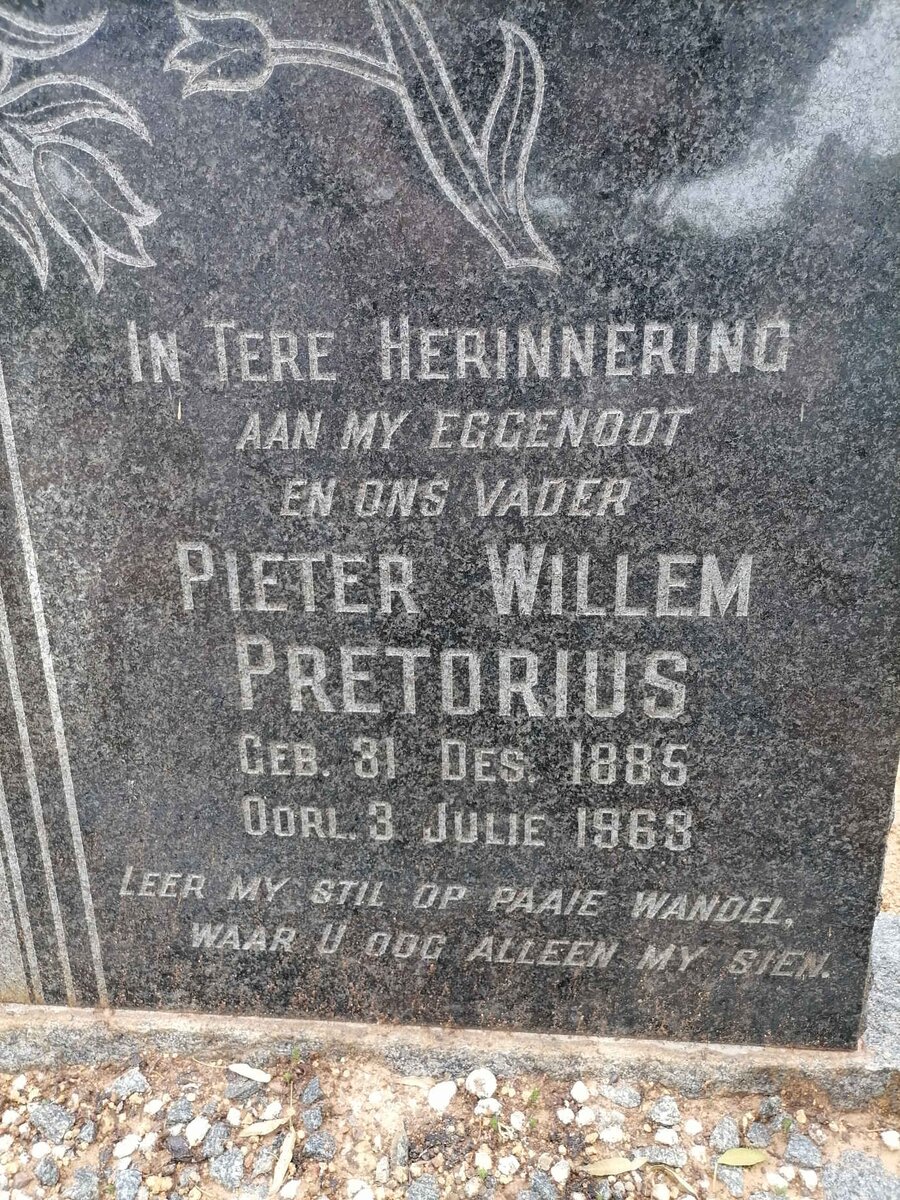 IN TERE HERINNERING
AAN MY EGGENOOT
EN ONS VADER
PIETER WILLEM
PRETORIUS
GEB. 31 DES. 1885
OORL. 3 JULIE 1968
LEER MY STIL OP PAAIE WANDEL,
WAAR U OOG ALLEEN MY SIEN.